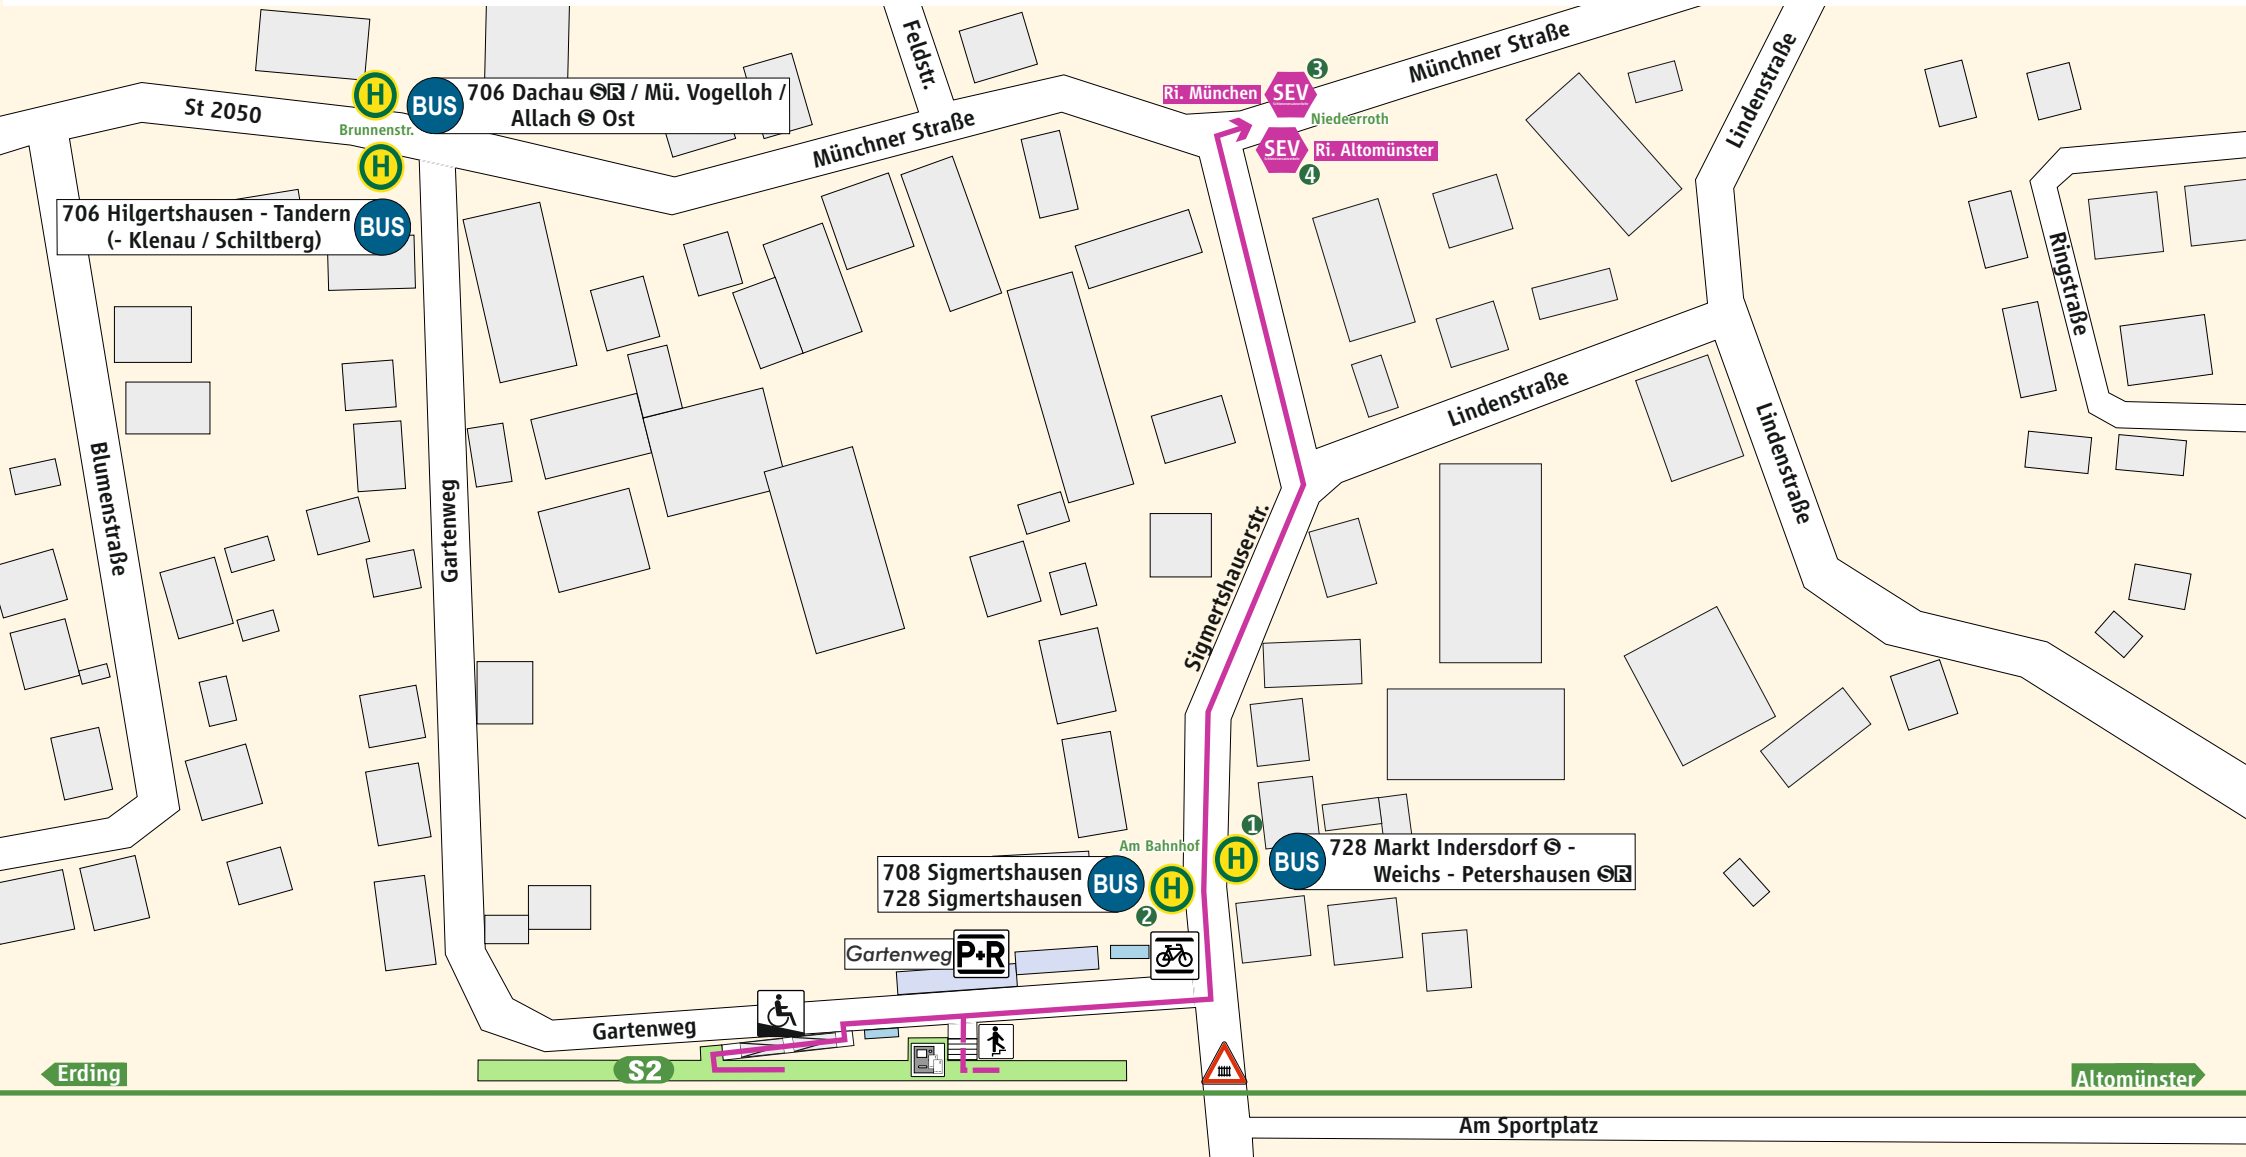 Feldstr.
Münchner Straße
Lindenstraße
3
Ri. München
SEV
Niedeerroth
SEV
Ri. Altomünster
4
St 2050
H
BUS
706 Dachau SR / Mü. Vogelloh /
Allach S Ost
Brunnenstr.
H
Münchner Straße
706 Hilgertshausen - Tandern
(- Klenau / Schiltberg)
BUS
Ringstraße
Lindenstraße
Lindenstraße
Blumenstraße
Gartenweg
Sigmertshauserstr.
1
Am Bahnhof
H
BUS
728 Markt Indersdorf S -
Weichs - Petershausen SR
708 Sigmertshausen
728 Sigmertshausen
BUS
H
2
Gartenweg
P+R
Gartenweg
S2
Erding
Altomünster
Am Sportplatz